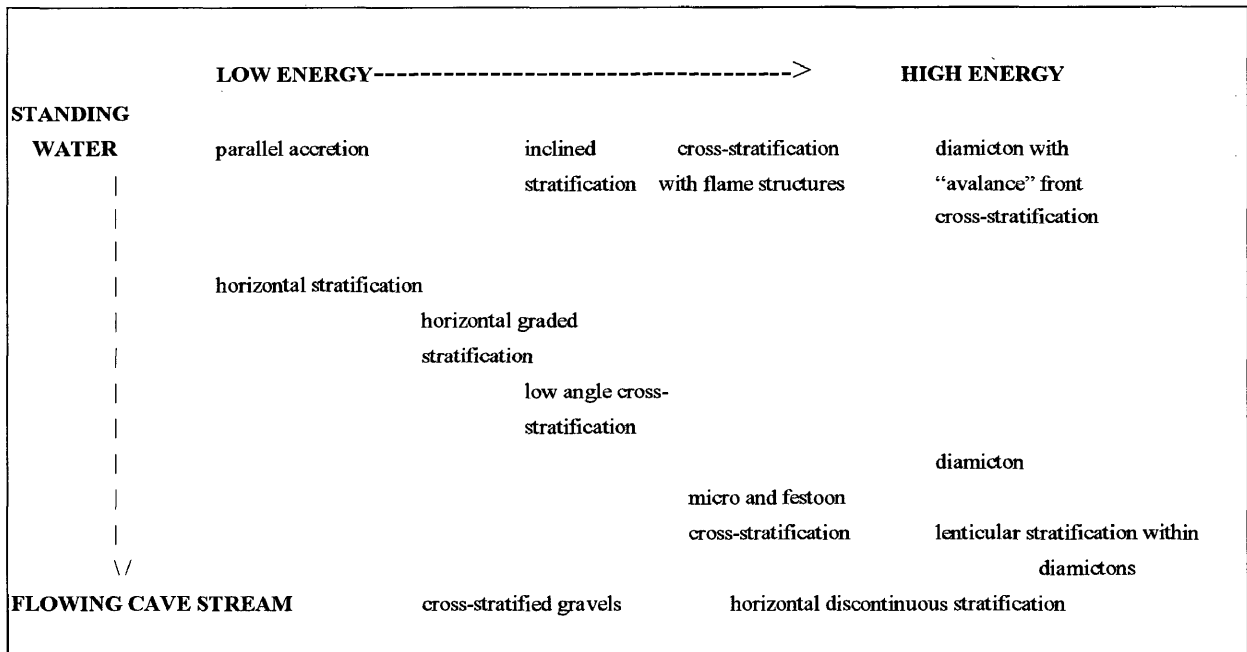 LOW ENERGY----------------------------------------> HIGH ENERGY
STANDING
WATER parallel accretion inclined cross-stratification diamicton with
stratification with flame structures “avalance” front
cross-stratification
horizontal stratification
horizontal graded
stratification
low angle cross-
stratification
diamicton
micro and festoon
cross-stratification lenticular stratification within
diamictons
FLOWING CAVE STREAM cross-stratified gravels horizontal discontinuous stratification